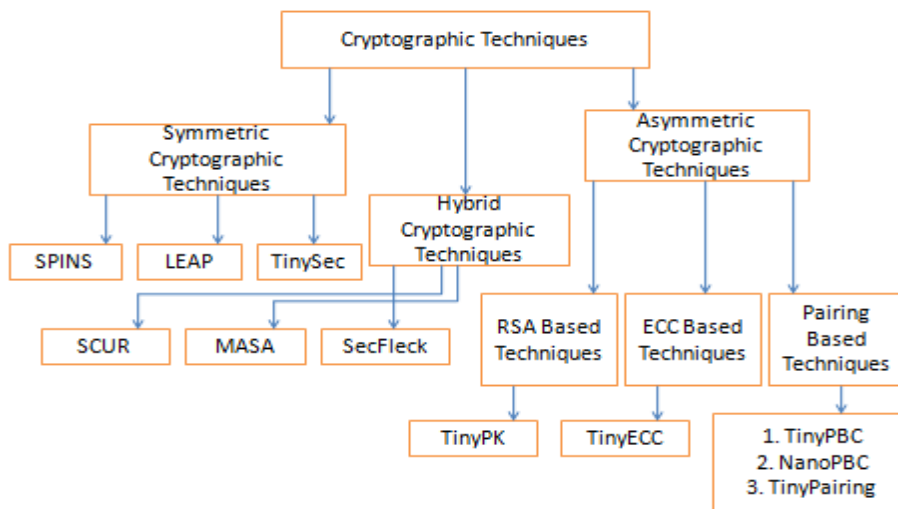 Cryptographic Techniques
Symmetric
Cryptographic
Techniques
Asymmetric
Cryptographic
Techniques
Hybrid
Cryptographic
Techniques
SPINS
LEAP
TinySec
SCUR
MASA
SecFleck
RSA Based
Techniques
ECC Based
Techniques
Pairing
Based
Techniques
TinyPK
TinyECC
1. TinyPBC
2. NanoPBC
3. TinyPairing